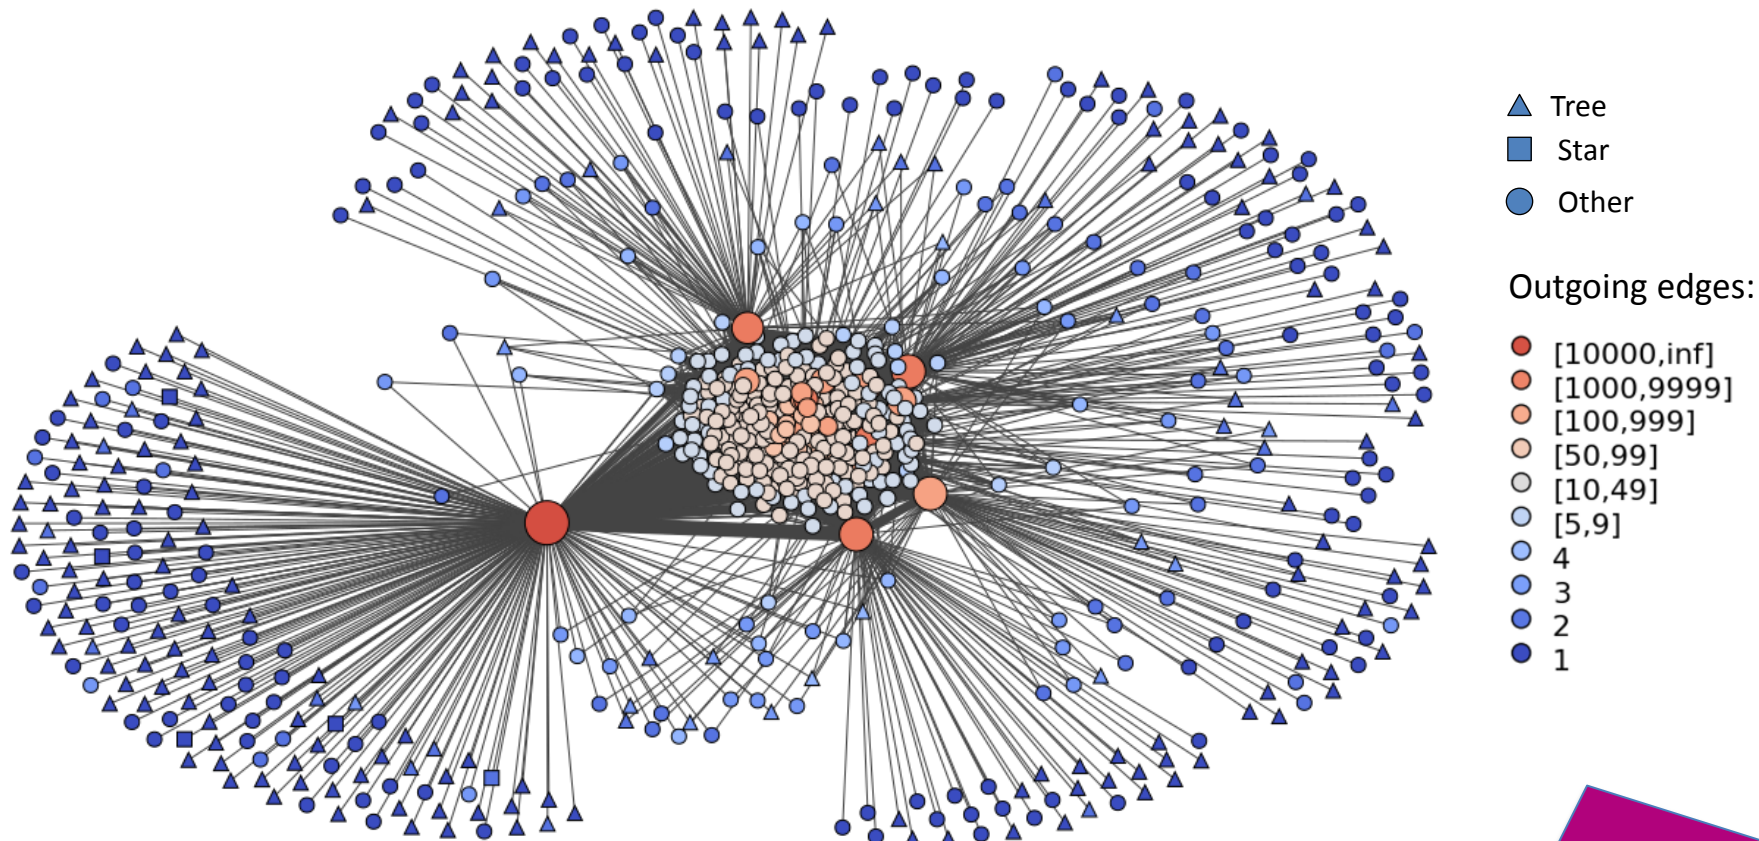 Tree
Star
Other
Outgoing edges:
[10000,inf]
[1000,9999]
[100,999]
[50,99]
[10,49]
[5,9]
4
3
2
1